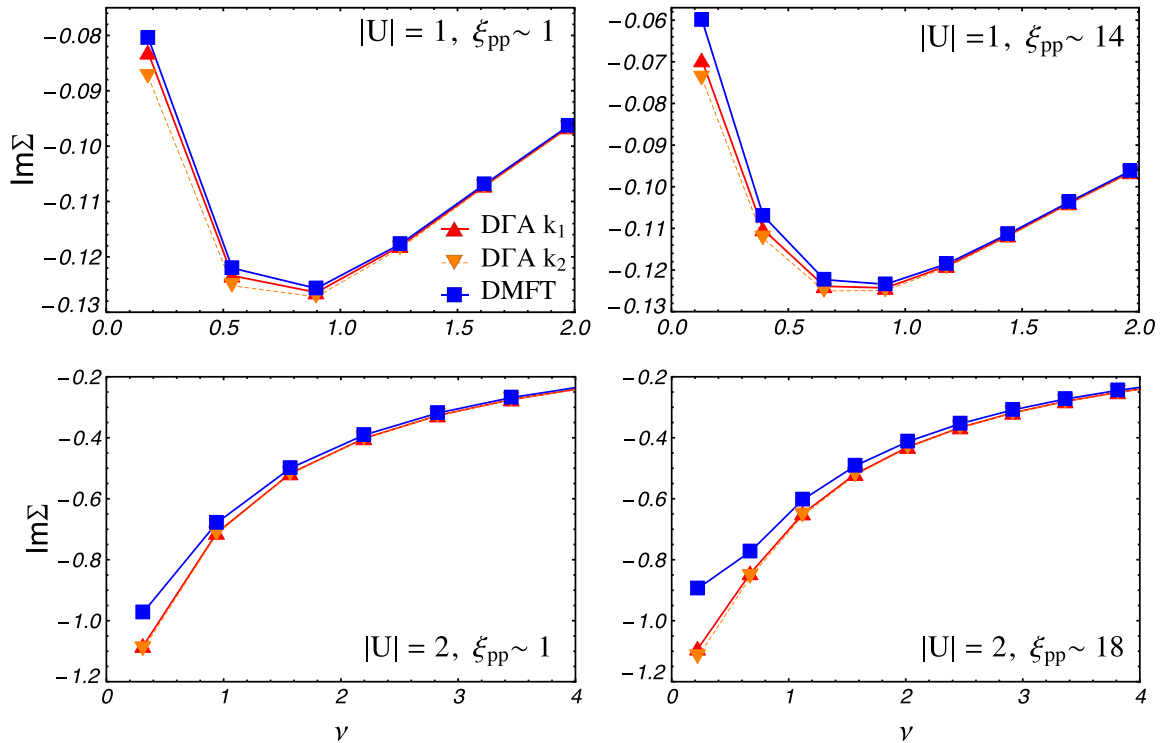 |U| = 1, ξpp ~ 1
ImΣ
-0.08
-0.09
-0.10
-0.11
-0.12
-0.13
0.0 0.5 1.0 1.5 2.0
DΓA k1
DΓA k2
DMFT
|U| =1, ξpp ~ 14
-0.06
-0.07
-0.08
-0.09
-0.10
-0.11
-0.12
-0.13
0.0 0.5 1.0 1.5 2.0
|U| = 2, ξpp ~ 1
ImΣ
-0.2
-0.4
-0.6
-0.8
-1.0
-1.2
0 1 2 3 4
ν
|U| = 2, ξpp ~ 18
-0.2
-0.4
-0.6
-0.8
-1.0
-1.2
0 1 2 3 4
ν